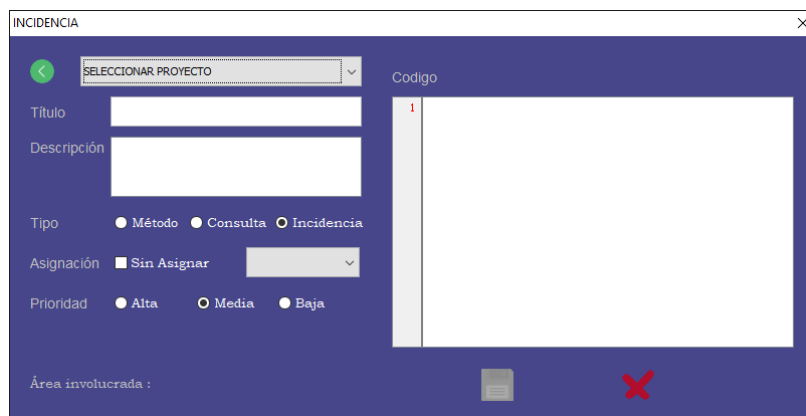 INCIDENCIA
SELECCIONAR PROYECTO
Codigo
1
Título
Descripción
Tipo Método Consulta Incidencia
Asignación Sin Asignar
Prioridad Alta Media Baja
Área involucrada :